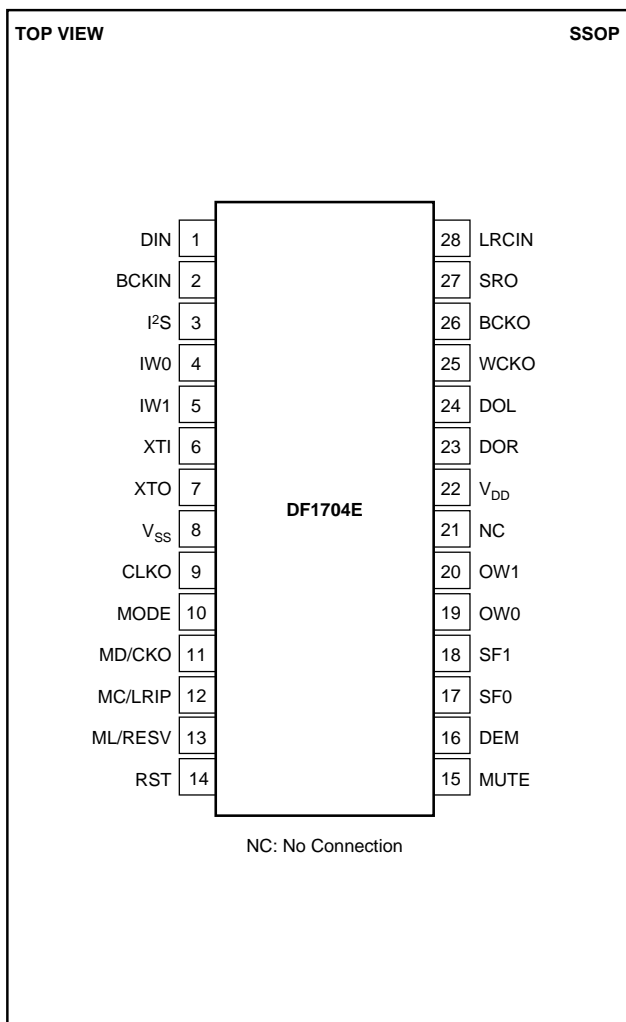 TOP VIEW SSOP
DIN 1 28 LRCIN
BCKIN 2 27 SRO
I²S 3 26 BCKO
IW0 4 25 WCKO
IW1 5 24 DOL
XTI 6 23 DOR
XTO 7 22 V_DD
DF1704E
V_SS 8 21 NC
CLKO 9 20 OW1
MODE 10 19 OW0
MD/CKO 11 18 SF1
MC/LRIP 12 17 SF0
ML/RESV 13 16 DEM
RST 14 15 MUTE
NC: No Connection